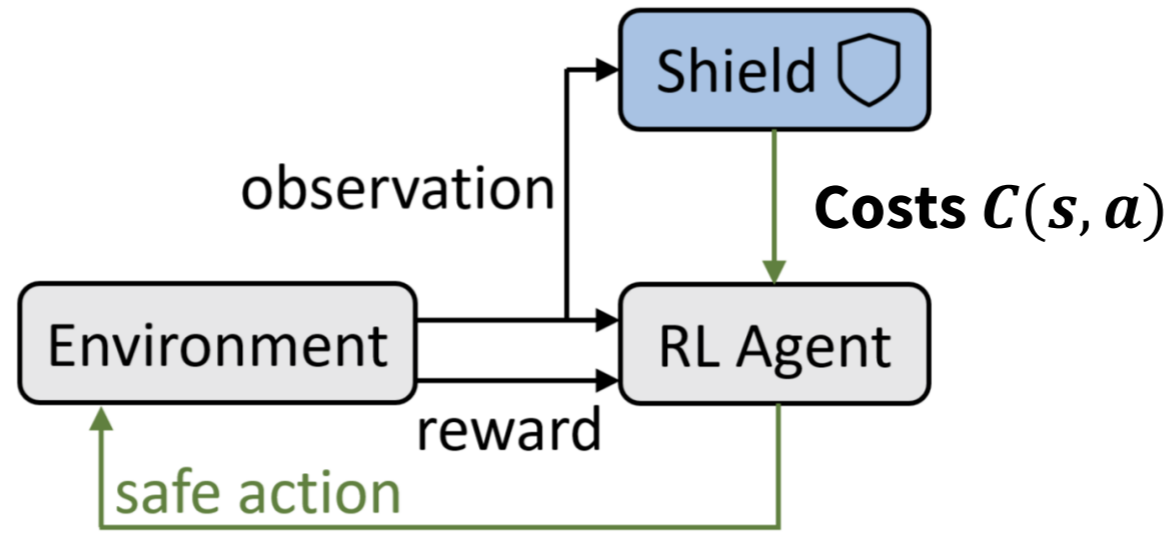 Shield
observation
Costs C(s, a)
Environment
RL Agent
reward
safe action